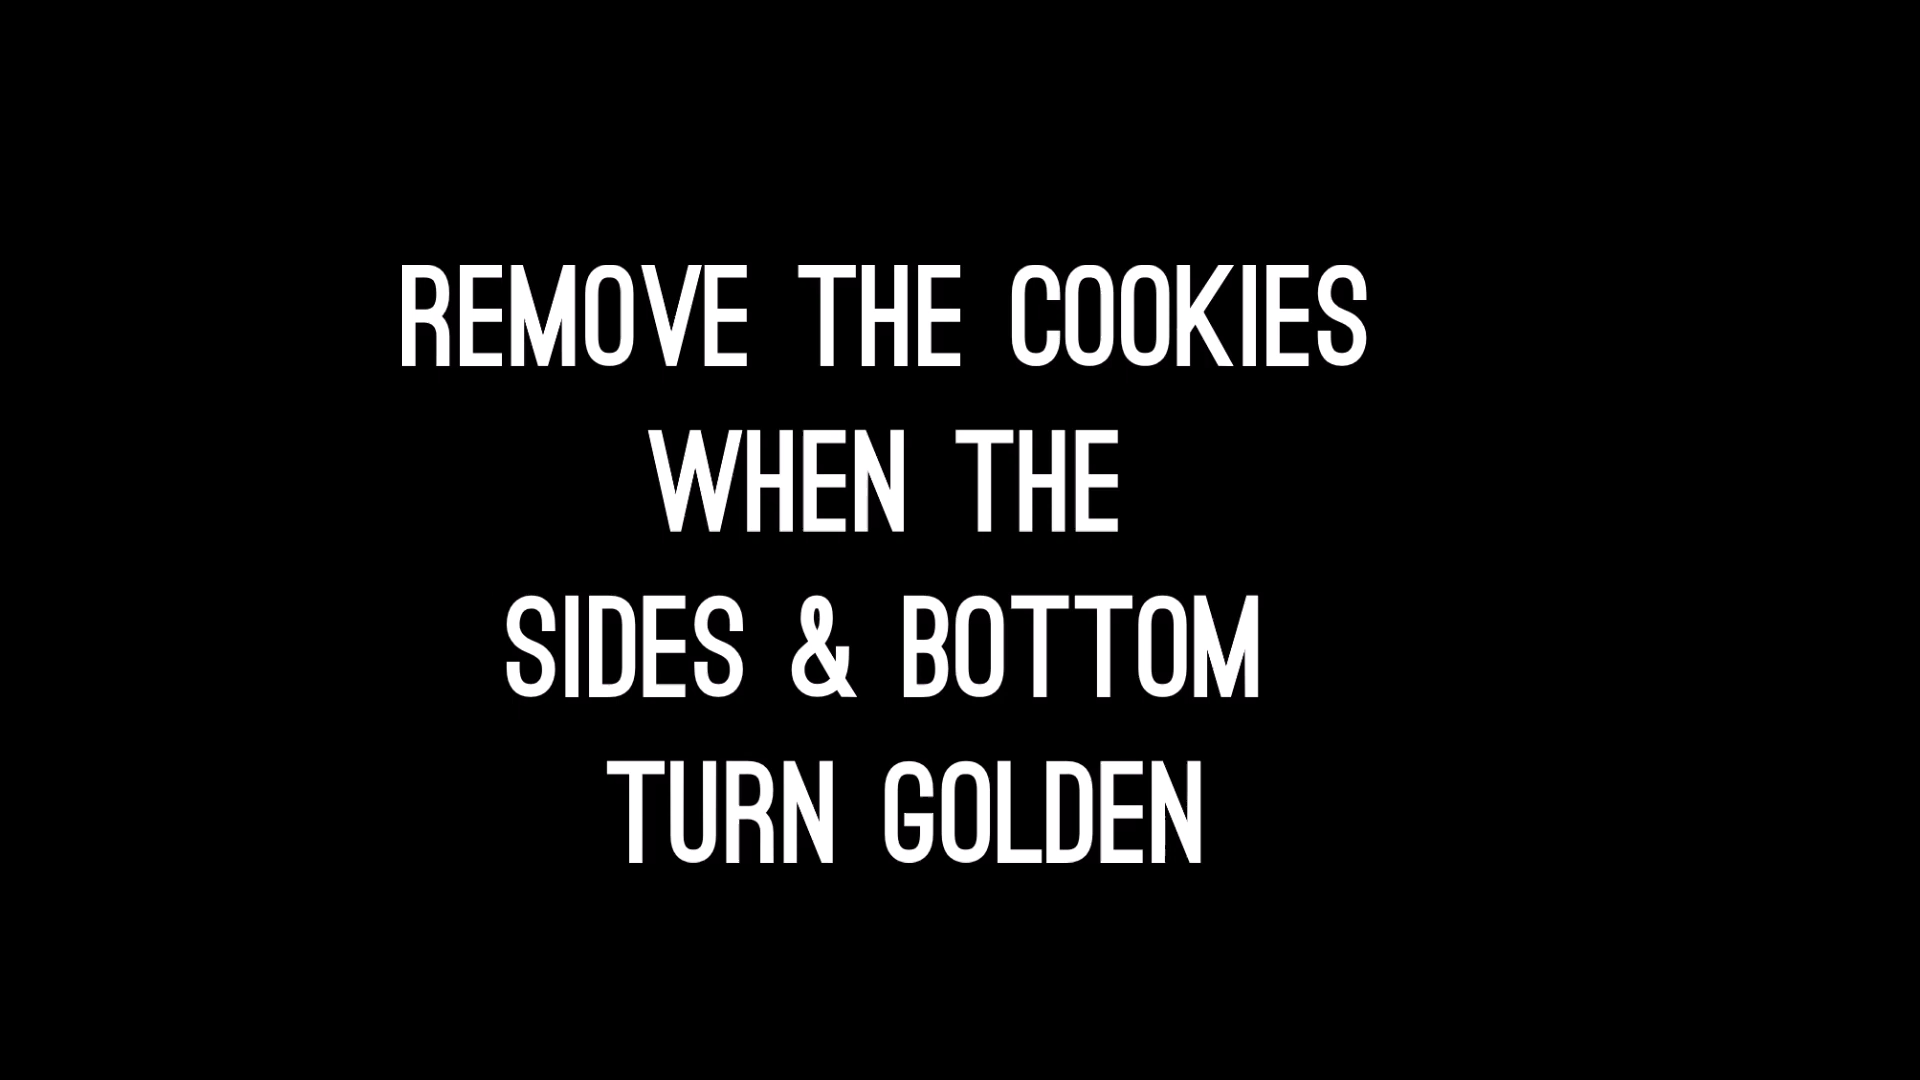 REMOVE THE COOKIES
WHEN THE
SIDES & BOTTOM
TURN GOLDEN